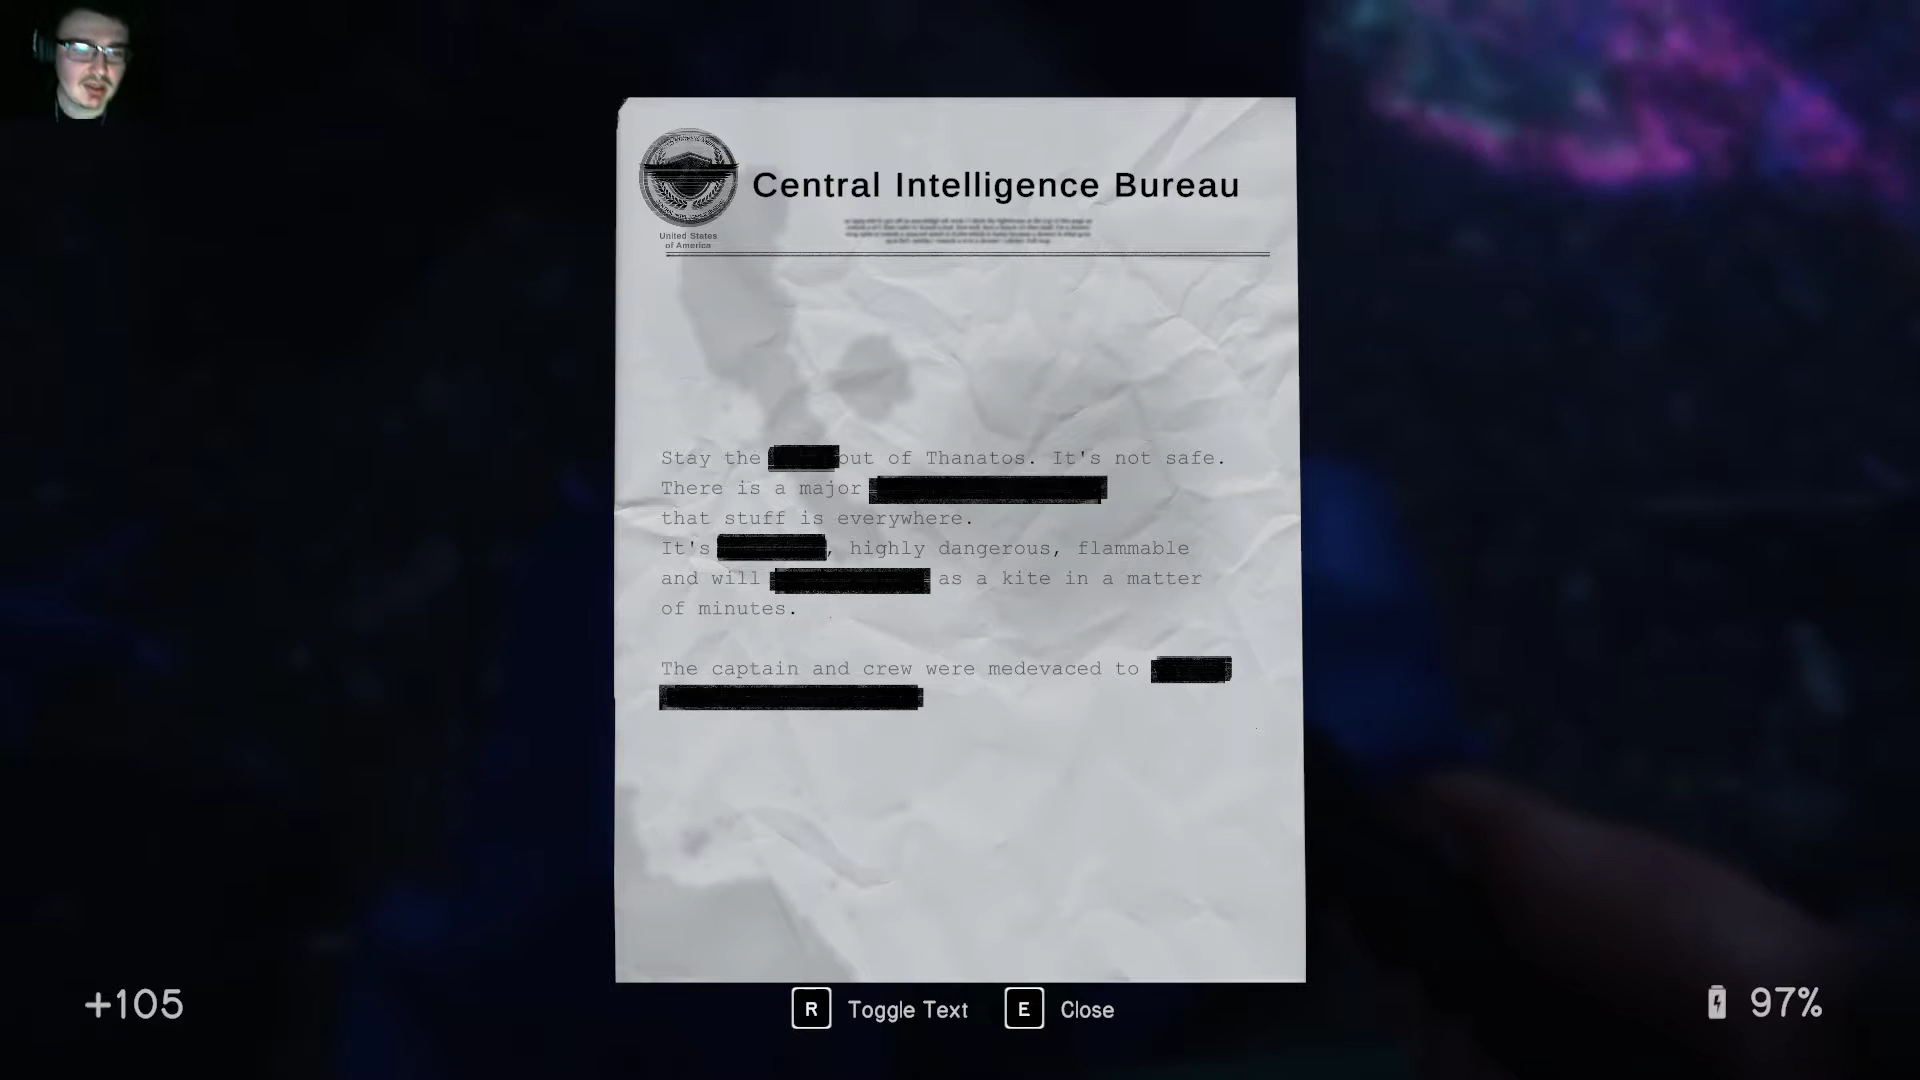 Central Intelligence Bureau
United States
of America
Stay the out of Thanatos. It's not safe.
There is a major
that stuff is everywhere.
It's , highly dangerous, flammable
and will as a kite in a matter
of minutes.
The captain and crew were medevaced to
+105
R Toggle Text E Close
97%